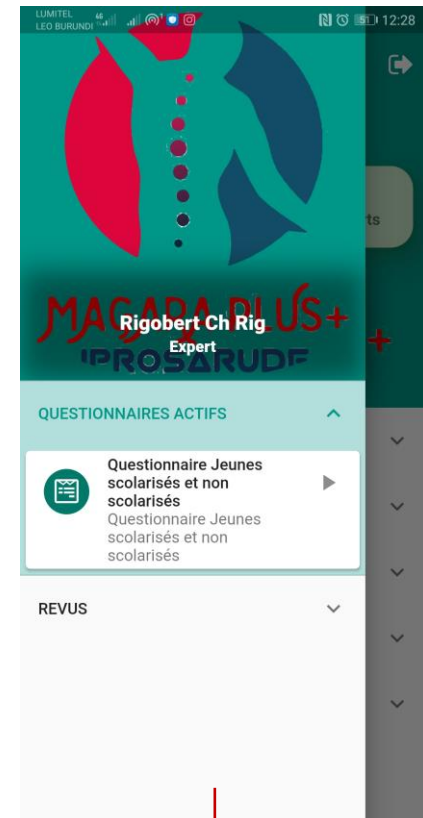 LUMITEL
LEO BURUNDI
12:28
ts
MAGARA PLUS+
Rigobert Ch Rig
Expert
PROSARUDE
QUESTIONNAIRES ACTIFS
Questionnaire Jeunes
scolarisés et non
scolarisés
Questionnaire Jeunes
scolarisés et non
scolarisés
REVUS